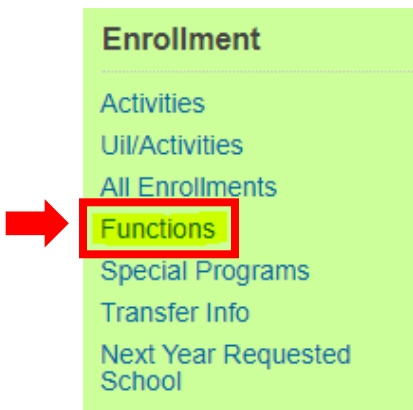 Enrollment
Activities
Uil/Activities
All Enrollments
Functions
Special Programs
Transfer Info
Next Year Requested
School